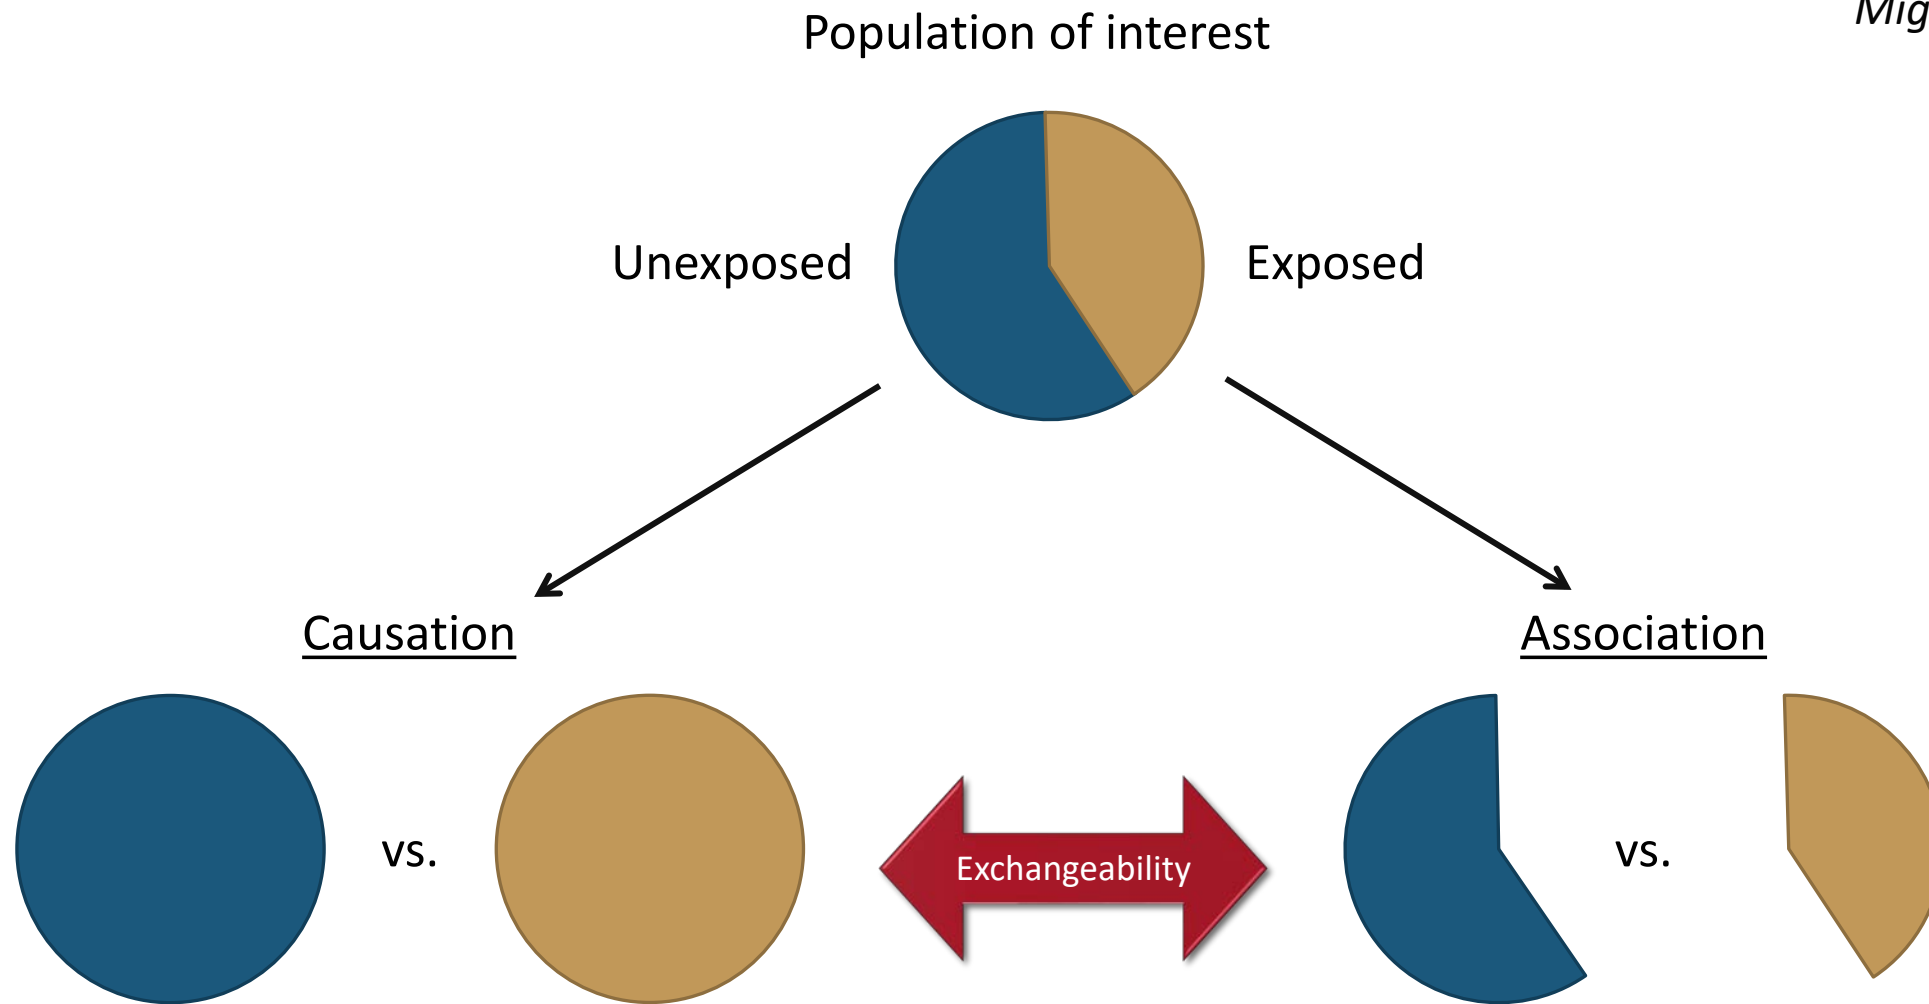 Population of interest
Unexposed
Exposed
Causation
Association
vs.
Exchangeability
vs.